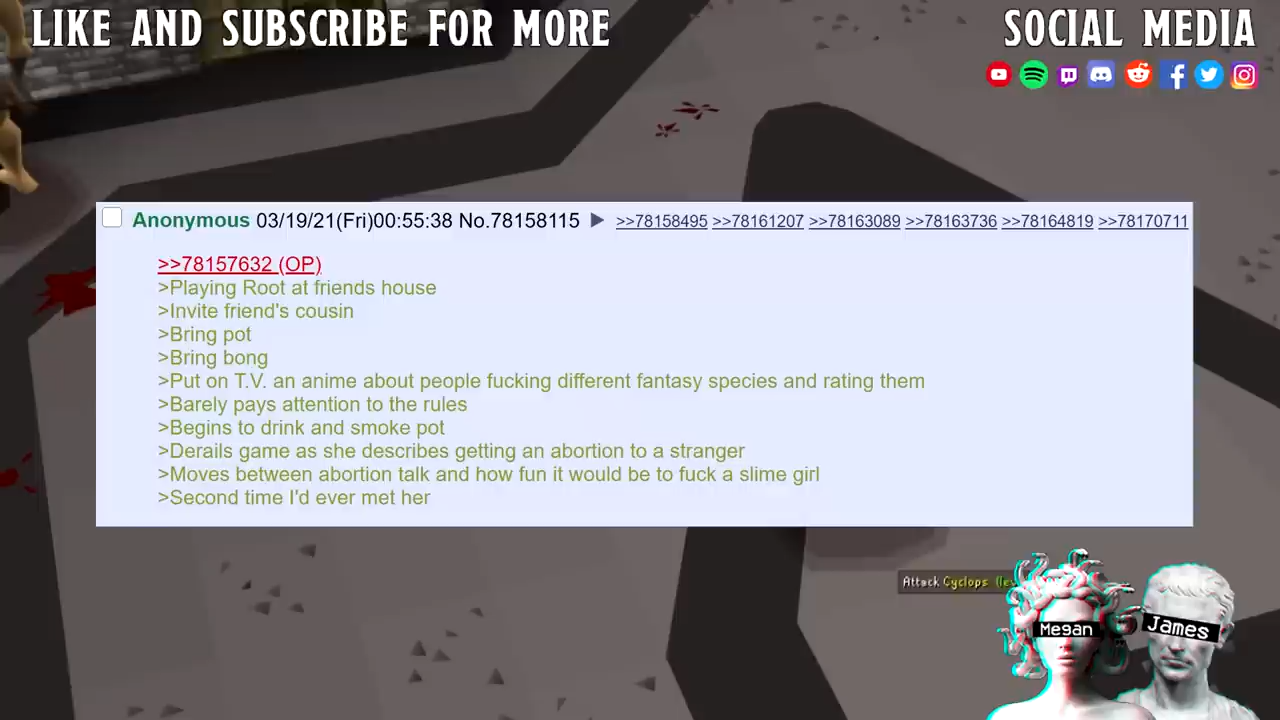 LIKE AND SUBSCRIBE FOR MORE
SOCIAL MEDIA
Anonymous 03/19/21(Fri)00:55:38 No.78158115 ▶ >>78158495 >>78161207 >>78163089 >>78163736 >>78164819 >>78170711
>>78157632 (OP)
>Playing Root at friends house
>Invite friend's cousin
>Bring pot
>Bring bong
>Put on T.V. an anime about people fucking different fantasy species and rating them
>Barely pays attention to the rules
>Begins to drink and smoke pot
>Derails game as she describes getting an abortion to a stranger
>Moves between abortion talk and how fun it would be to fuck a slime girl
>Second time I'd ever met her
Attack Cyclops
Megan
James